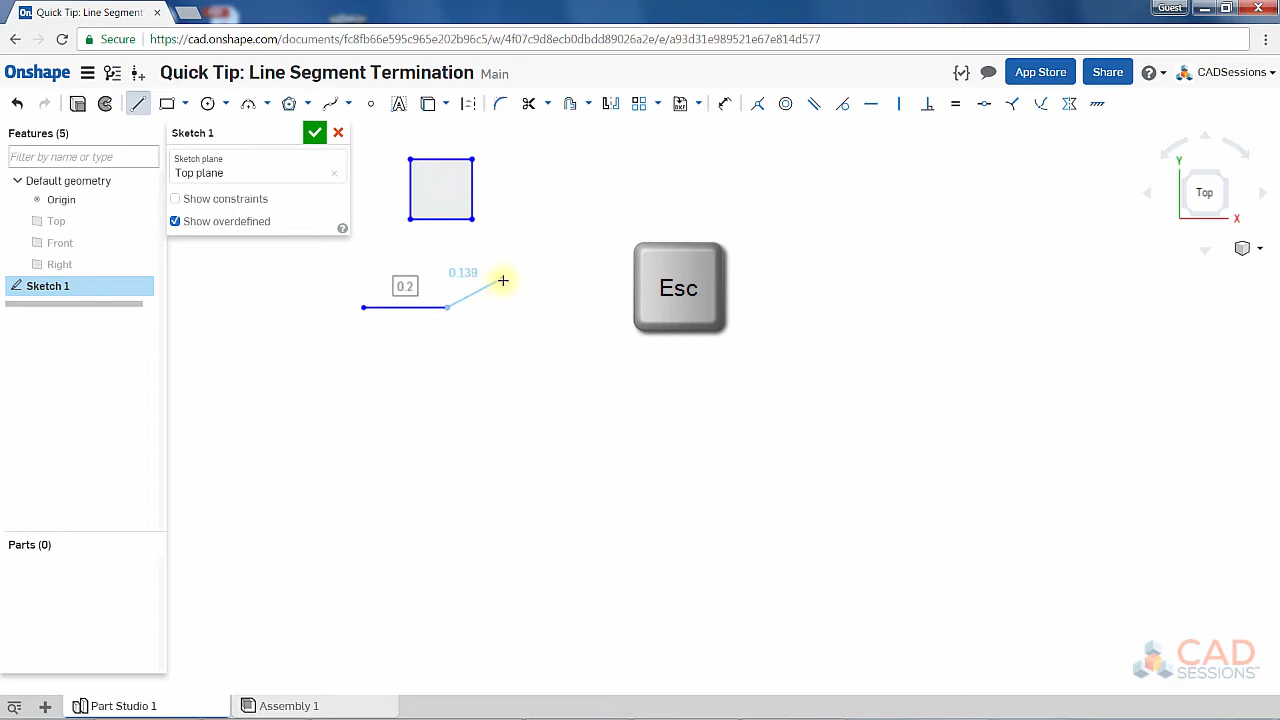 On. Quick Tip: Line Segment
Guest
Secure https://cad.onshape.com/documents/fc8fb66e595c965e202b96c5/w/4f07c9d8ecb0dbdd89026a2e/e/a93d31e989521e67e814d577
Onshape Quick Tip: Line Segment Termination Main App Store Share ? CADSessions
Features (5)
Filter by name or type
Default geometry
Origin
Top
Front
Right
Sketch 1
Sketch 1
Sketch plane
Top plane
Show constraints
Show overdefined
?
0.139
0.2
Esc
Y
Top
X
Parts (0)
CAD
SESSIONS
Part Studio 1 Assembly 1